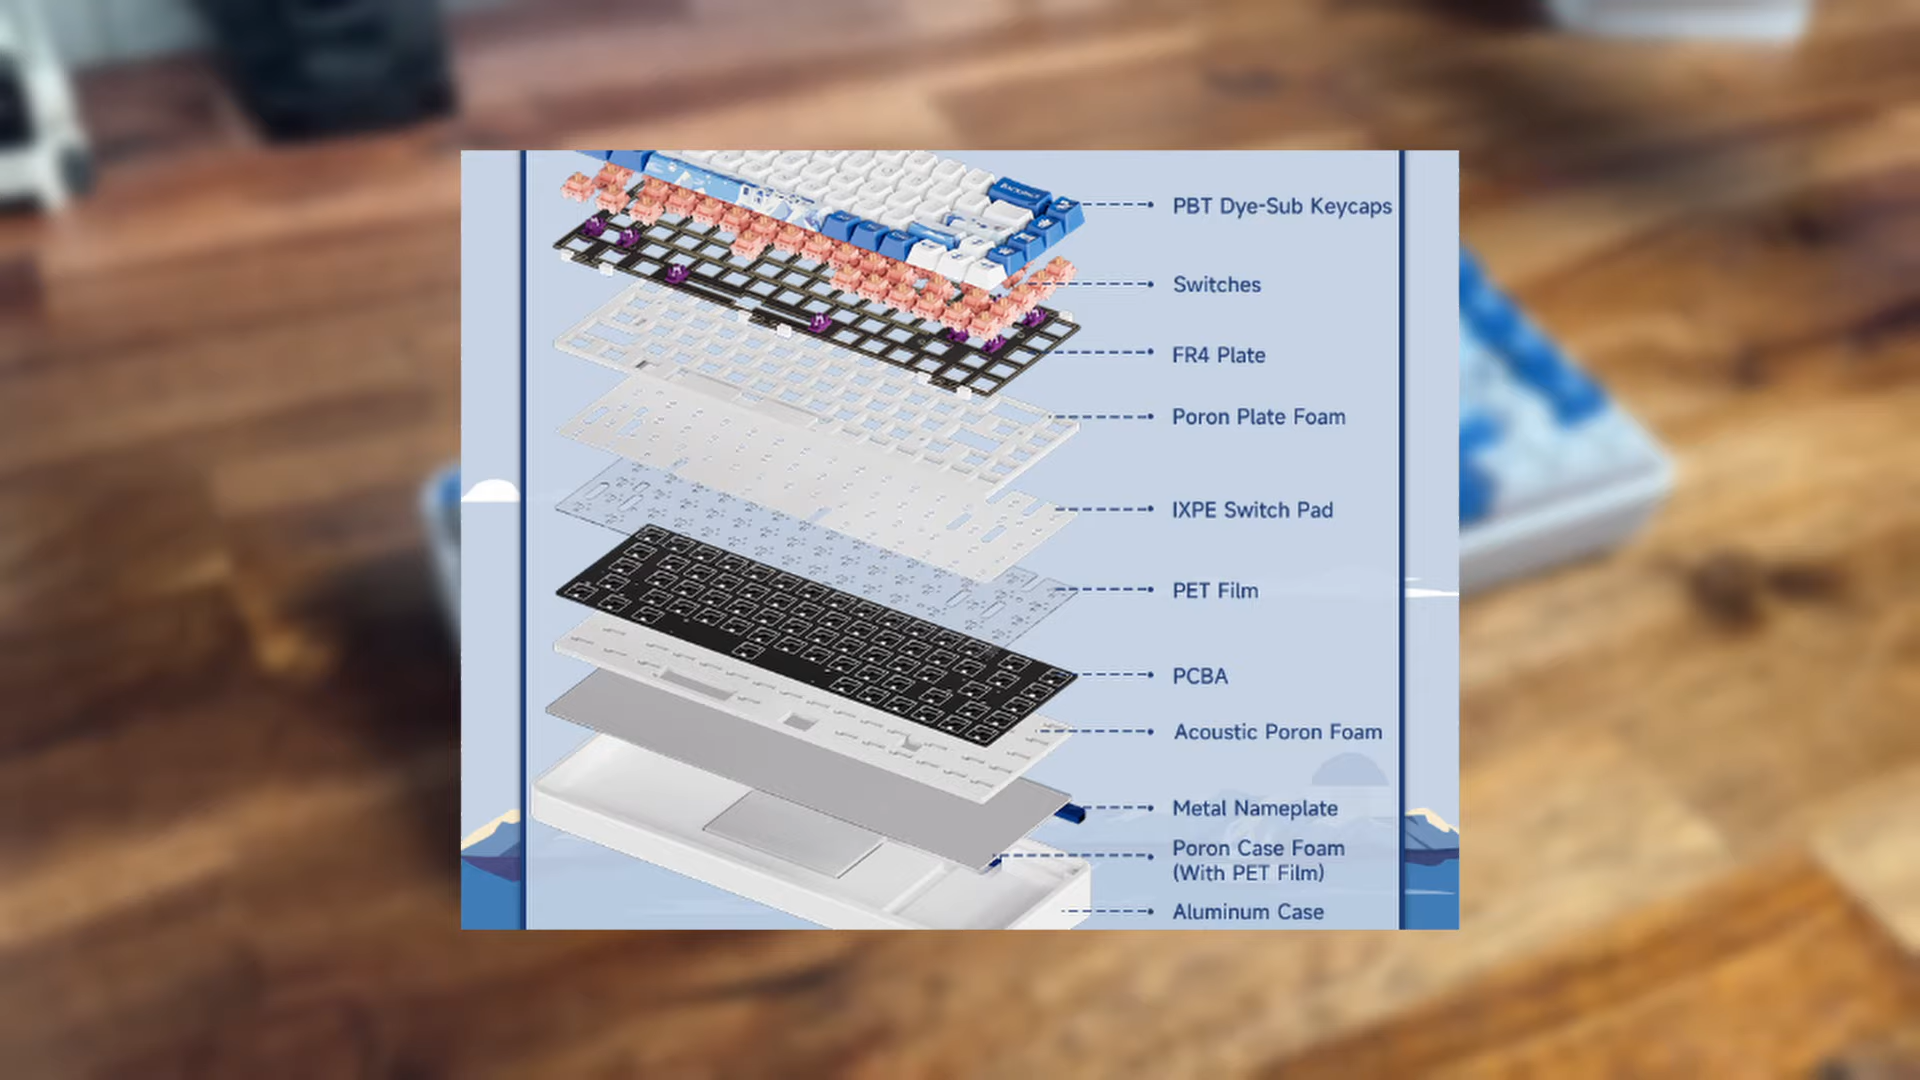 Backspace
PBT Dye-Sub Keycaps
Switches
FR4 Plate
Poron Plate Foam
IXPE Switch Pad
PET Film
PCBA
Acoustic Poron Foam
Metal Nameplate
Poron Case Foam
(With PET Film)
Aluminum Case